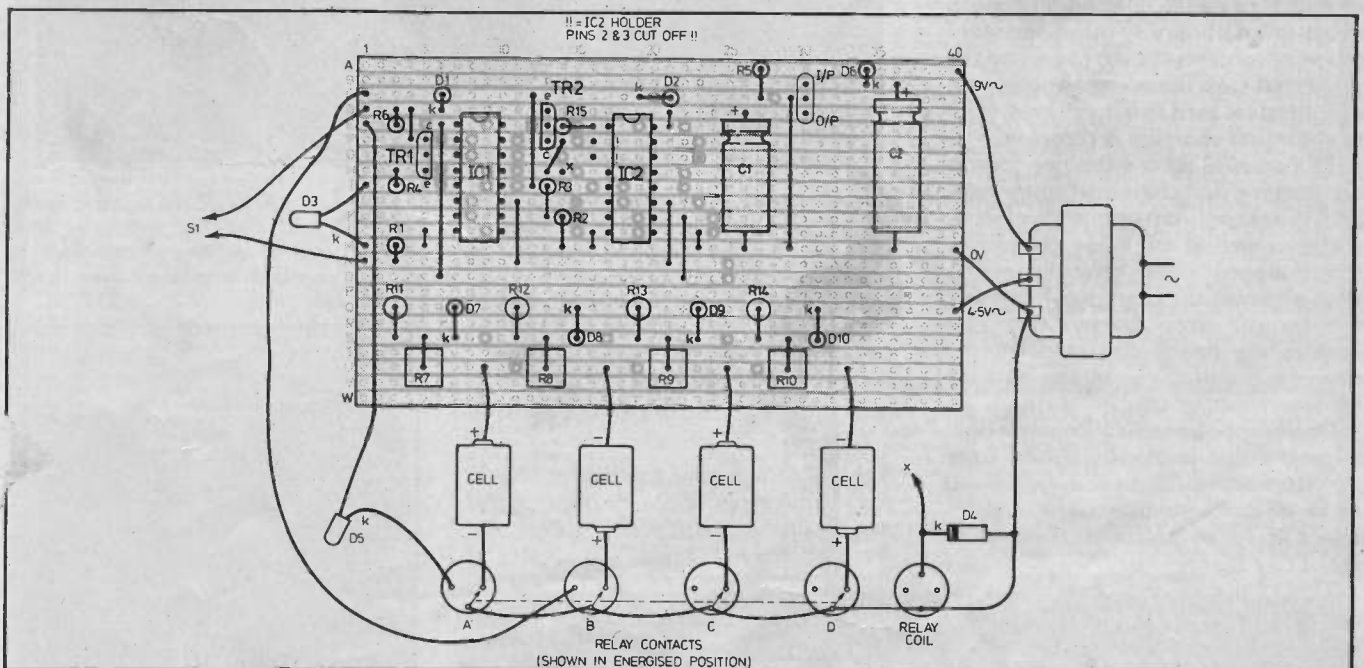 !! = IC2 HOLDER
PINS 2 & 3 CUT OFF !!
1
10
15
20
25
30
35
40
A
W
D1
TR2
D2
R5
I/P
D6
9V~
k
e
k
k
+
+
R6
c
R15
O/P
TR1
IC1
c
IC2
C1
C2
R4
e
x
R3
D3
R2
S1
k
R1
0V
~
R11
D7
R12
R13
D9
R14
4·5V~
k
k
k
D8
k
D10
R7
R8
R9
R10
+
−
+
−
CELL
CELL
CELL
CELL
x
D5
k
−
+
−
+
k
D4
A
B
C
D
RELAY
COIL
RELAY CONTACTS
(SHOWN IN ENERGISED POSITION)